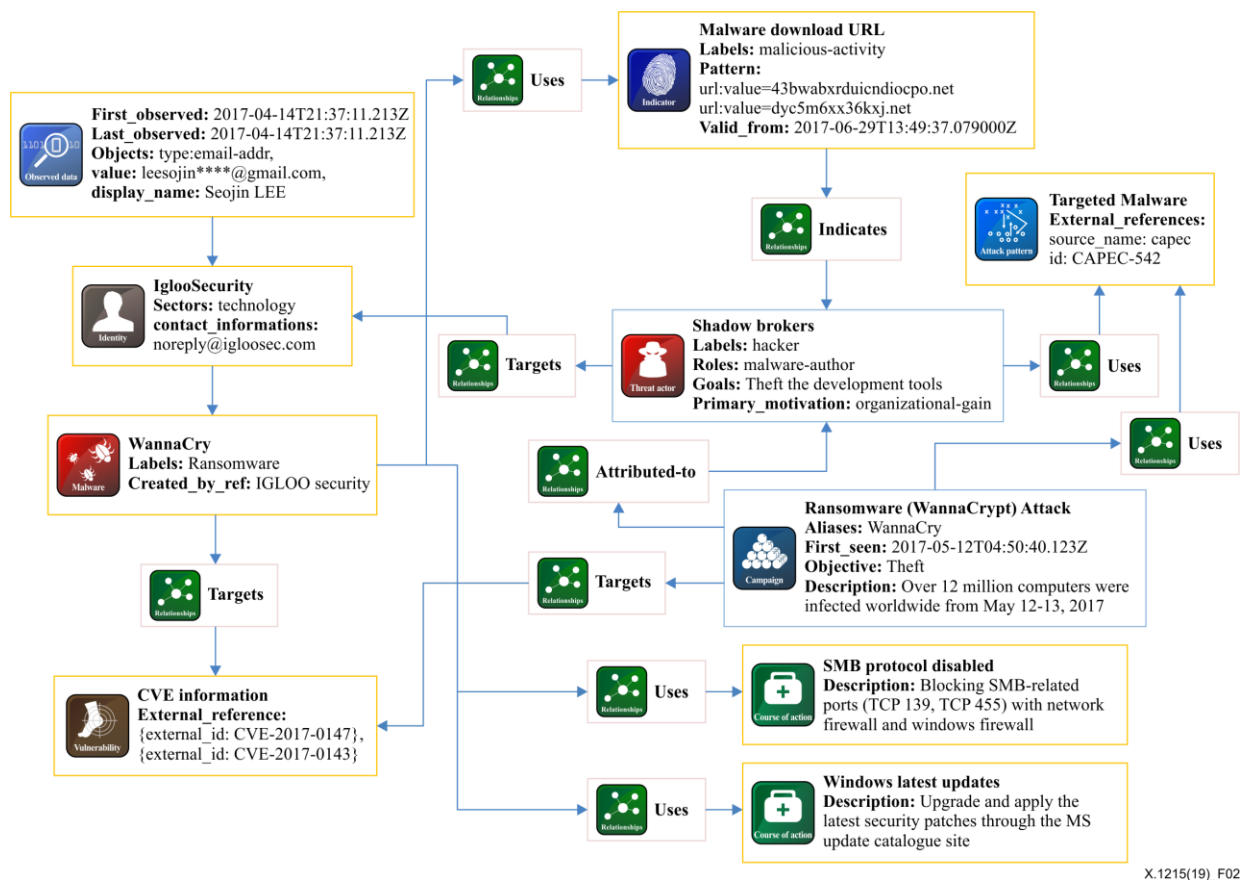 Malware download URL
Labels: malicious-activity
Pattern:
url:value=43bwabxrduicndiocpo.net
url:value=dyc5m6xx36kxj.net
Valid_from: 2017-06-29T13:49:37.079000Z
Indicator
Relationships
Uses
First_observed: 2017-04-14T21:37:11.213Z
Last_observed: 2017-04-14T21:37:11.213Z
Objects: type:email-addr,
value: leesojin****@gmail.com,
display_name: Seojin LEE
1101 0 10
Observed data
Relationships
Indicates
Targeted Malware
External_references:
source_name: capec
id: CAPEC-542
Attack pattern
IglooSecurity
Sectors: technology
contact_informations:
noreply@igloosec.com
Identity
Relationships
Targets
Shadow brokers
Labels: hacker
Roles: malware-author
Goals: Theft the development tools
Primary_motivation: organizational-gain
Threat actor
Relationships
Uses
Relationships
Uses
WannaCry
Labels: Ransomware
Created_by_ref: IGLOO security
Malware
Relationships
Attributed-to
Ransomware (WannaCrypt) Attack
Aliases: WannaCry
First_seen: 2017-05-12T04:50:40.123Z
Objective: Theft
Description: Over 12 million computers were
infected worldwide from May 12-13, 2017
Campaign
Relationships
Targets
Relationships
Targets
CVE information
External_reference:
{external_id: CVE-2017-0147},
{external_id: CVE-2017-0143}
Vulnerability
Relationships
Uses
SMB protocol disabled
Description: Blocking SMB-related
ports (TCP 139, TCP 455) with network
firewall and windows firewall
Course of action
Relationships
Uses
Windows latest updates
Description: Upgrade and apply the
latest security patches through the MS
update catalogue site
Course of action
X.1215(19)_F02